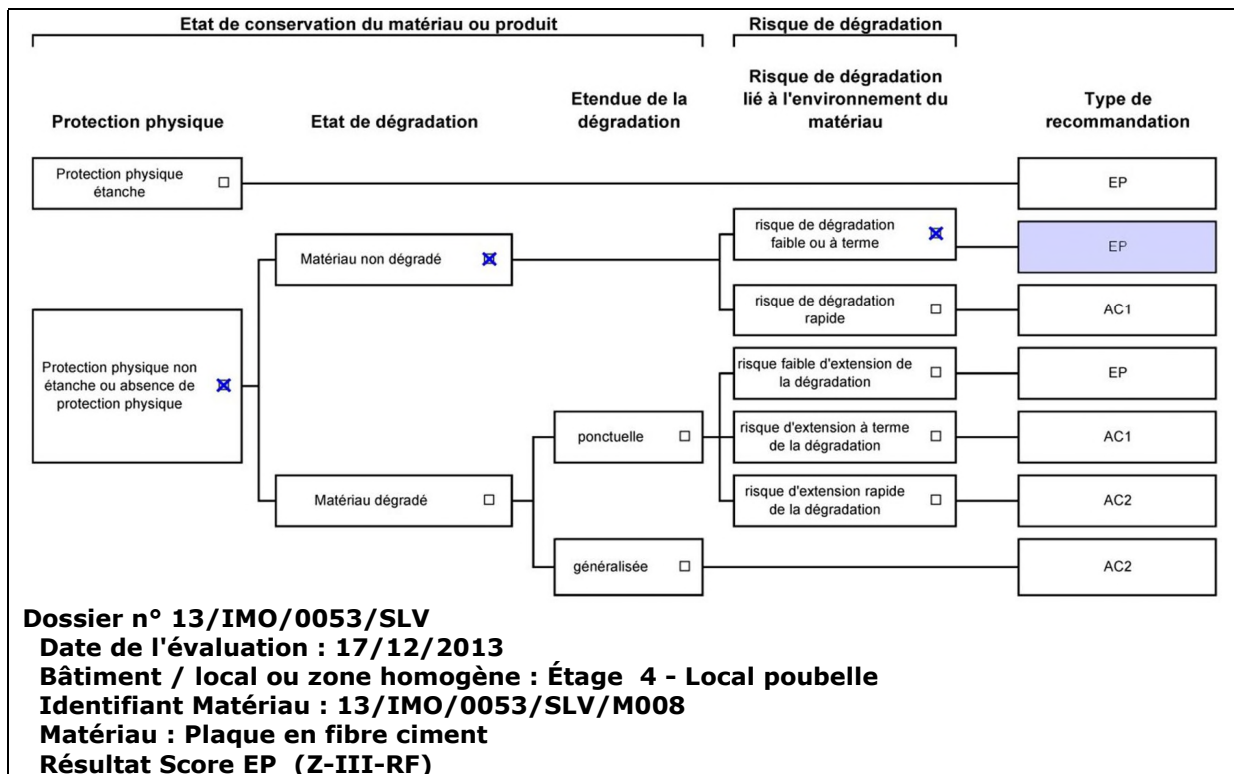 Etat de conservation du matériau ou produit
Risque de dégradation
Protection physique
Etat de dégradation
Etendue de la
dégradation
Risque de dégradation
lié à l'environnement du
matériau
Type de
recommandation
Protection physique
étanche
EP
risque de dégradation
faible ou à terme
EP
Matériau non dégradé
risque de dégradation
rapide
AC1
Protection physique non
étanche ou absence de
protection physique
risque faible d'extension de
la dégradation
EP
ponctuelle
risque d'extension à terme
de la dégradation
AC1
Matériau dégradé
risque d'extension rapide
de la dégradation
AC2
généralisée
AC2
Dossier n° 13/IMO/0053/SLV
Date de l'évaluation : 17/12/2013
Bâtiment / local ou zone homogène : Étage 4 - Local poubelle
Identifiant Matériau : 13/IMO/0053/SLV/M008
Matériau : Plaque en fibre ciment
Résultat Score EP (Z-III-RF)